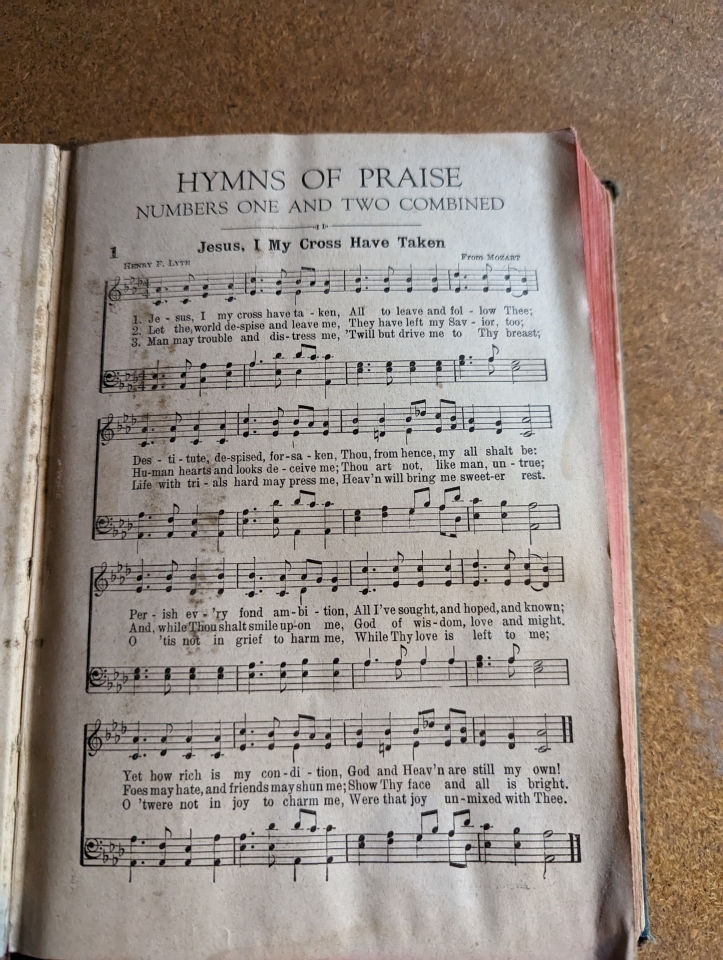 HYMNS OF PRAISE
NUMBERS ONE AND TWO COMBINED
1 Jesus, I My Cross Have Taken
HENRY F. LYTE From MOZART
1. Je - sus, I my cross have ta - ken, All to leave and fol - low Thee;
2. Let the world de-spise and leave me, They have left my Sav - ior, too;
3. Man may trouble and dis-tress me, 'Twill but drive me to Thy breast;
Des - ti - tute, de-spised, for-sa - ken, Thou, from hence, my all shalt be:
Hu-man hearts and looks de - ceive me; Thou art not, like man, un - true;
Life with tri - als hard may press me, Heav'n will bring me sweet-er rest.
Per - ish ev - 'ry fond am-bi - tion, All I've sought, and hoped, and known;
And, while Thou shalt smile up-on me, God of wis-dom, love and might.
O 'tis not in grief to harm me, While Thy love is left to me;
Yet how rich is my con-di - tion, God and Heav'n are still my own!
Foes may hate, and friends may shun me; Show Thy face and all is bright.
O 'twere not in joy to charm me, Were that joy un-mixed with Thee.